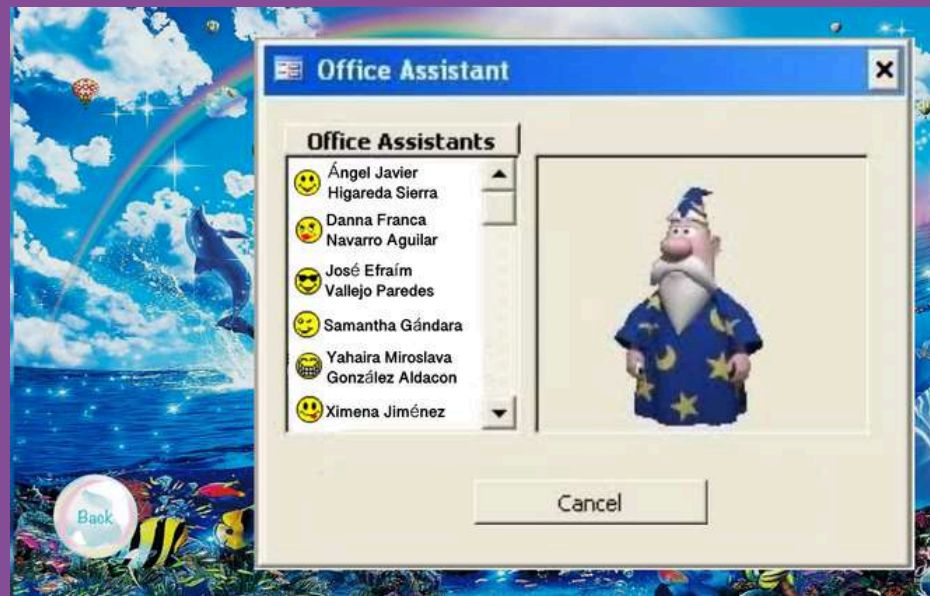 Office Assistant
Office Assistants
Ángel Javier
Higareda Sierra
Danna Franca
Navarro Aguilar
José Efraím
Vallejo Paredes
Samantha Gándara
Yahaira Miroslava
González Aldacon
Ximena Jiménez
Cancel
Back